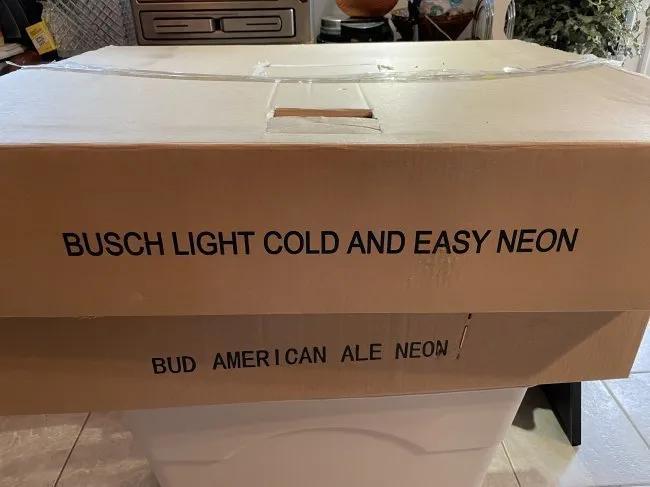 BUSCH LIGHT COLD AND EASY NEON
BUD AMERICAN ALE NEON